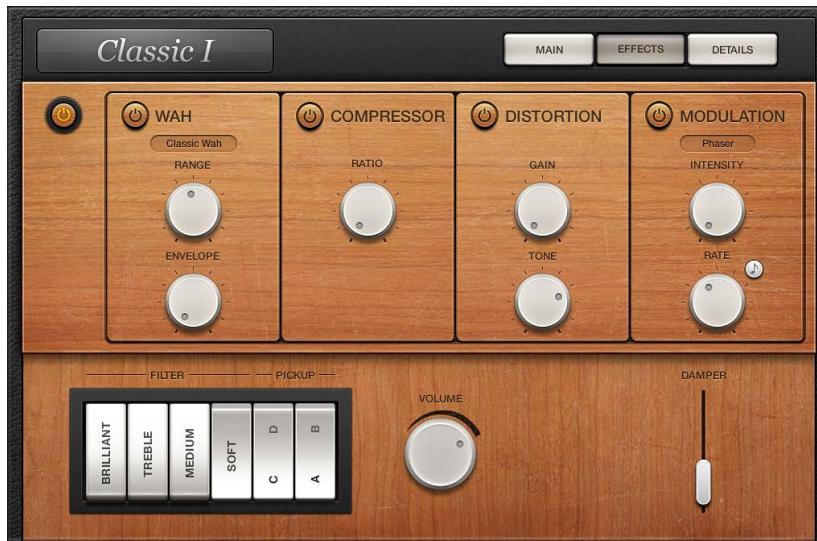 Classic I
MAIN
EFFECTS
DETAILS
WAH
COMPRESSOR
DISTORTION
MODULATION
Classic Wah
Phaser
RANGE
RATIO
GAIN
INTENSITY
ENVELOPE
TONE
RATE
FILTER
PICKUP
DAMPER
VOLUME
BRILLIANT
TREBLE
MEDIUM
SOFT
D
C
B
A